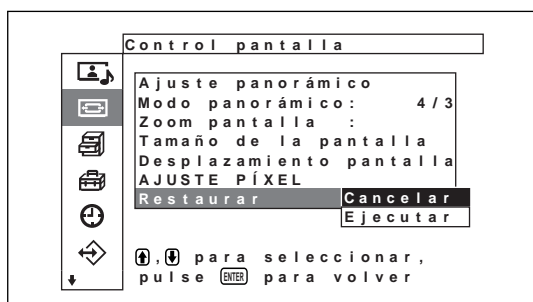 Control pantalla
Ajuste panorámico
Modo panorámico: 4/3
Zoom pantalla :
Tamaño de la pantalla
Desplazamiento pantalla
AJUSTE PÍXEL
Restaurar Cancelar
Ejecutar
, para seleccionar,
pulse ENTER para volver